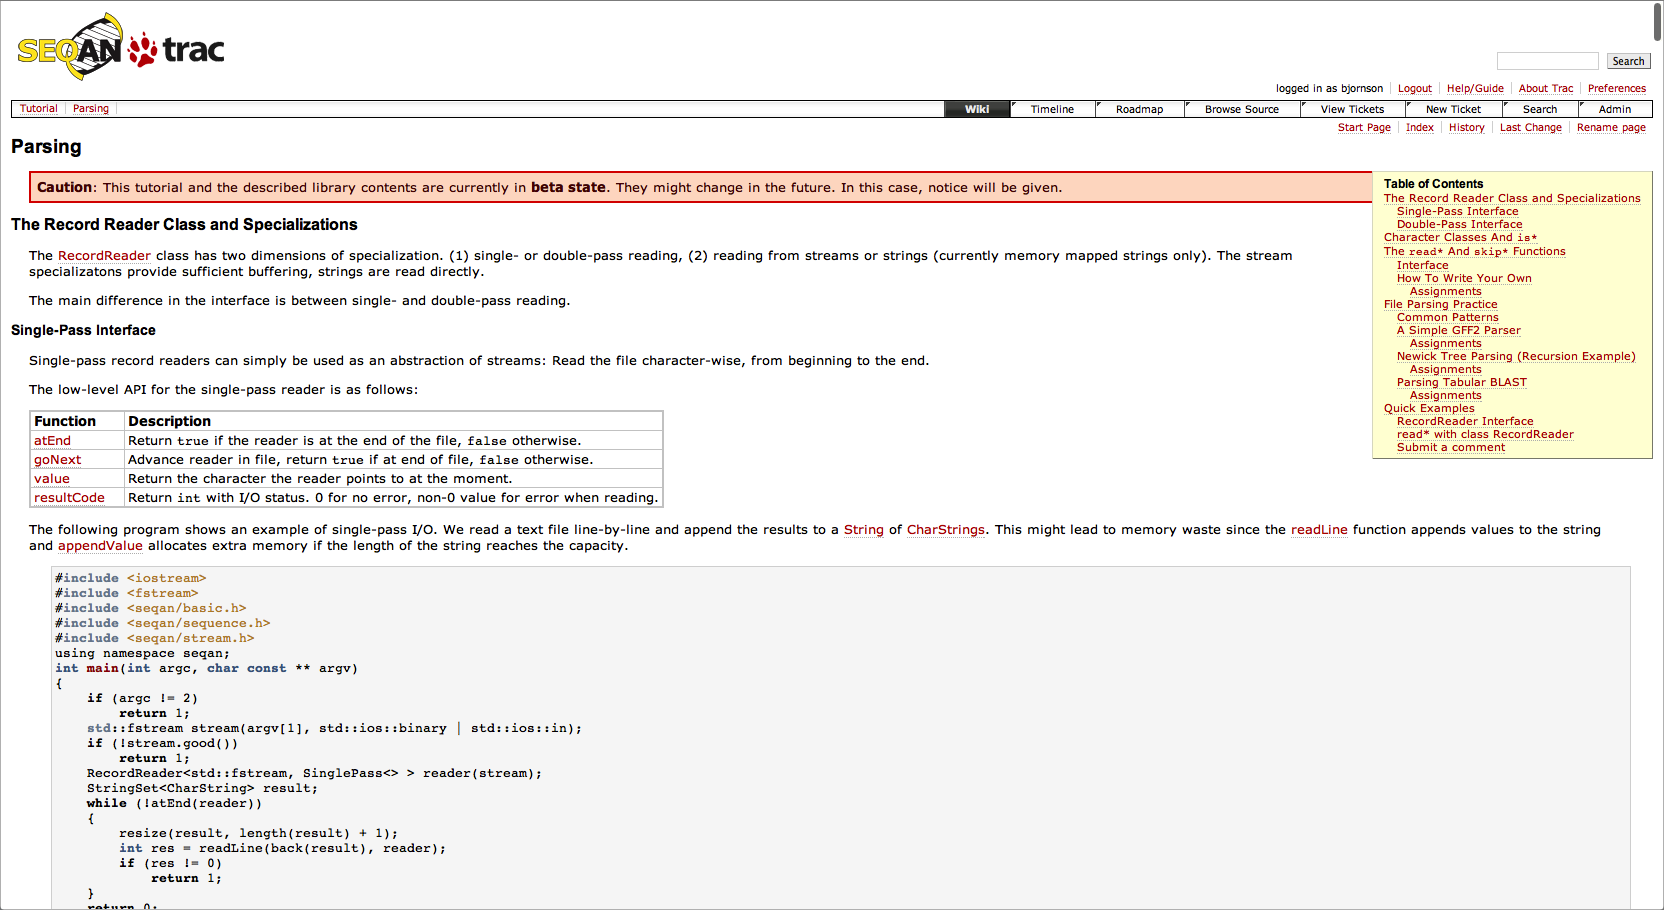 SEQAN trac
Search
logged in as bjornson Logout Help/Guide About Trac Preferences
Tutorial Parsing Wiki Timeline Roadmap Browse Source View Tickets New Ticket Search Admin
Start Page Index History Last Change Rename page
Parsing
Caution: This tutorial and the described library contents are currently in beta state. They might change in the future. In this case, notice will be given.
Table of Contents
The Record Reader Class and Specializations
Single-Pass Interface
Double-Pass Interface
Character Classes And is*
The read* And skip* Functions
Interface
How To Write Your Own
Assignments
File Parsing Practice
Common Patterns
A Simple GFF2 Parser
Assignments
Newick Tree Parsing (Recursion Example)
Assignments
Parsing Tabular BLAST
Assignments
Quick Examples
RecordReader Interface
read* with class RecordReader
Submit a comment
The Record Reader Class and Specializations
The RecordReader class has two dimensions of specialization. (1) single- or double-pass reading, (2) reading from streams or strings (currently memory mapped strings only). The stream
specializatons provide sufficient buffering, strings are read directly.
The main difference in the interface is between single- and double-pass reading.
Single-Pass Interface
Single-pass record readers can simply be used as an abstraction of streams: Read the file character-wise, from beginning to the end.
The low-level API for the single-pass reader is as follows:
Function Description
atEnd Return true if the reader is at the end of the file, false otherwise.
goNext Advance reader in file, return true if at end of file, false otherwise.
value Return the character the reader points to at the moment.
resultCode Return int with I/O status. 0 for no error, non-0 value for error when reading.
The following program shows an example of single-pass I/O. We read a text file line-by-line and append the results to a String of CharStrings. This might lead to memory waste since the readLine function appends values to the string
and appendValue allocates extra memory if the length of the string reaches the capacity.
#include <iostream>
#include <fstream>
#include <seqan/basic.h>
#include <seqan/sequence.h>
#include <seqan/stream.h>
using namespace seqan;
int main(int argc, char const ** argv)
{
if (argc != 2)
return 1;
std::fstream stream(argv[1], std::ios::binary | std::ios::in);
if (!stream.good())
return 1;
RecordReader<std::fstream, SinglePass<> > reader(stream);
StringSet<CharString> result;
while (!atEnd(reader))
{
resize(result, length(result) + 1);
int res = readLine(back(result), reader);
if (res != 0)
return 1;
}
return 0;